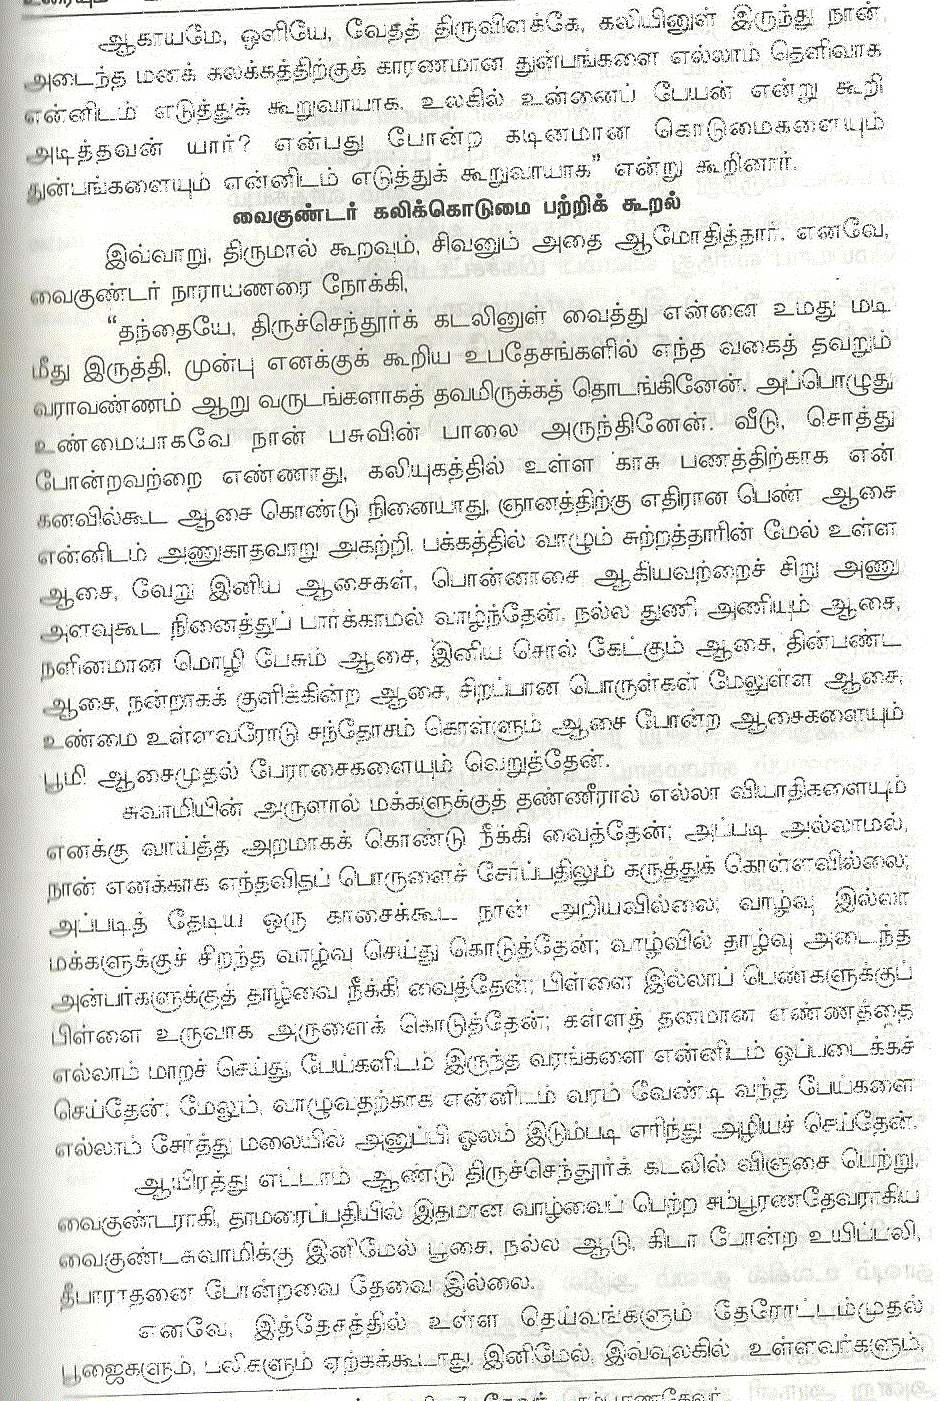 உரையும்
ஆகாயமே, ஒளியே, வேதத் திருவிளக்கே, கலியினுள் இருந்து நான்
அடைந்த மனக் கலக்கத்திற்குக் காரணமான துன்பங்களை எல்லாம் தெளிவாக
என்னிடம் எடுத்துக் கூறுவாயாக. உலகில் உன்னைப் பேயன் என்று கூறி
அடித்தவன் யார்? என்பது போன்ற கடினமான கொடுமைகளையும்
துன்பங்களையும் என்னிடம் எடுத்துக் கூறுவாயாக” என்று கூறினார்.
வைகுண்டர் கலிக்கொடுமை பற்றிக் கூறல்
இவ்வாறு, திருமால் கூறவும், சிவனும் அதை ஆமோதித்தார். எனவே,
வைகுண்டர் நாராயணரை நோக்கி,
“தந்தையே, திருச்செந்தூர்க் கடலினுள் வைத்து என்னை உமது மடி
மீது இருத்தி, முன்பு எனக்குக் கூறிய உபதேசங்களில் எந்த வகைத் தவறும்
வராவண்ணம் ஆறு வருடங்களாகத் தவமிருக்கத் தொடங்கினேன். அப்பொழுது
உண்மையாகவே நான் பசுவின் பாலை அருந்தினேன். வீடு, சொத்து
போன்றவற்றை எண்ணாது, கலியுகத்தில் உள்ள காசு பணத்திற்காக என்
கனவில்கூட ஆசை கொண்டு நினையாது, ஞானத்திற்கு எதிரான பெண் ஆசை
என்னிடம் அணுகாதவாறு அகற்றி, பக்கத்தில் வாழும் சுற்றத்தாரின் மேல் உள்ள
ஆசை, வேறு இனிய ஆசைகள், பொன்னாசை ஆகியவற்றைச் சிறு அணு
அளவுகூட நினைத்துப் பார்க்காமல் வாழ்ந்தேன். நல்ல துணி அணியும் ஆசை,
நளினமான மொழி பேசும் ஆசை, இனிய சொல் கேட்கும் ஆசை, தின்பண்ட
ஆசை, நன்றாகக் குளிக்கின்ற ஆசை, சிறப்பான பொருள்கள் மேலுள்ள ஆசை,
உண்மை உள்ளவரோடு சந்தோசம் கொள்ளும் ஆசை போன்ற ஆசைகளையும்
பூமி ஆசைமுதல் பேராசைகளையும் வெறுத்தேன்.
சுவாமியின் அருளால் மக்களுக்குத் தண்ணீரால் எல்லா வியாதிகளையும்
எனக்கு வாய்த்த அறமாகக் கொண்டு நீக்கி வைத்தேன்; அப்படி அல்லாமல்,
நான் எனக்காக எந்தவிதப் பொருளைச் சேர்ப்பதிலும் கருத்துக் கொள்ளவில்லை;
அப்படித் தேடிய ஒரு காசைக்கூட நான் அறியவில்லை; வாழ்வு இல்லா
மக்களுக்குச் சிறந்த வாழ்வு செய்து கொடுத்தேன்; வாழ்வில் தாழ்வு அடைந்த
அன்பர்களுக்குத் தாழ்வை நீக்கி வைத்தேன்; பிள்ளை இல்லாப் பெண்களுக்குப்
பிள்ளை உருவாக அருளைக் கொடுத்தேன்; கள்ளத் தனமான எண்ணத்தை
எல்லாம் மாறச் செய்து, பேய்களிடம் இருந்த வரங்களை என்னிடம் ஒப்படைக்கச்
செய்தேன்; மேலும், வாழுவதற்காக என்னிடம் வரம் வேண்டி வந்த பேய்களை
எல்லாம் சேர்த்து மலையில் அனுப்பி ஓலம் இடும்படி எரிந்து அழியச் செய்தேன்.
ஆயிரத்து எட்டாம் ஆண்டு திருச்செந்தூர்க் கடலில் விஞ்சை பெற்று,
வைகுண்டராகி, தாமரைப்பதியில் இதமான வாழ்வைப் பெற்ற சம்பூரணதேவராகிய
வைகுண்டசுவாமிக்கு இனிமேல் பூசை, நல்ல ஆடு, கிடா போன்ற உயிப்பலி,
தீபாராதனை போன்றவை தேவை இல்லை.
எனவே, இத்தேசத்தில் உள்ள தெய்வங்களும் தேரோட்டம்முதல்
பூஜைகளும், பலிகளும் ஏற்கக்கூடாது. இனிமேல், இவ்வுலகில் உள்ளவர்களும்,